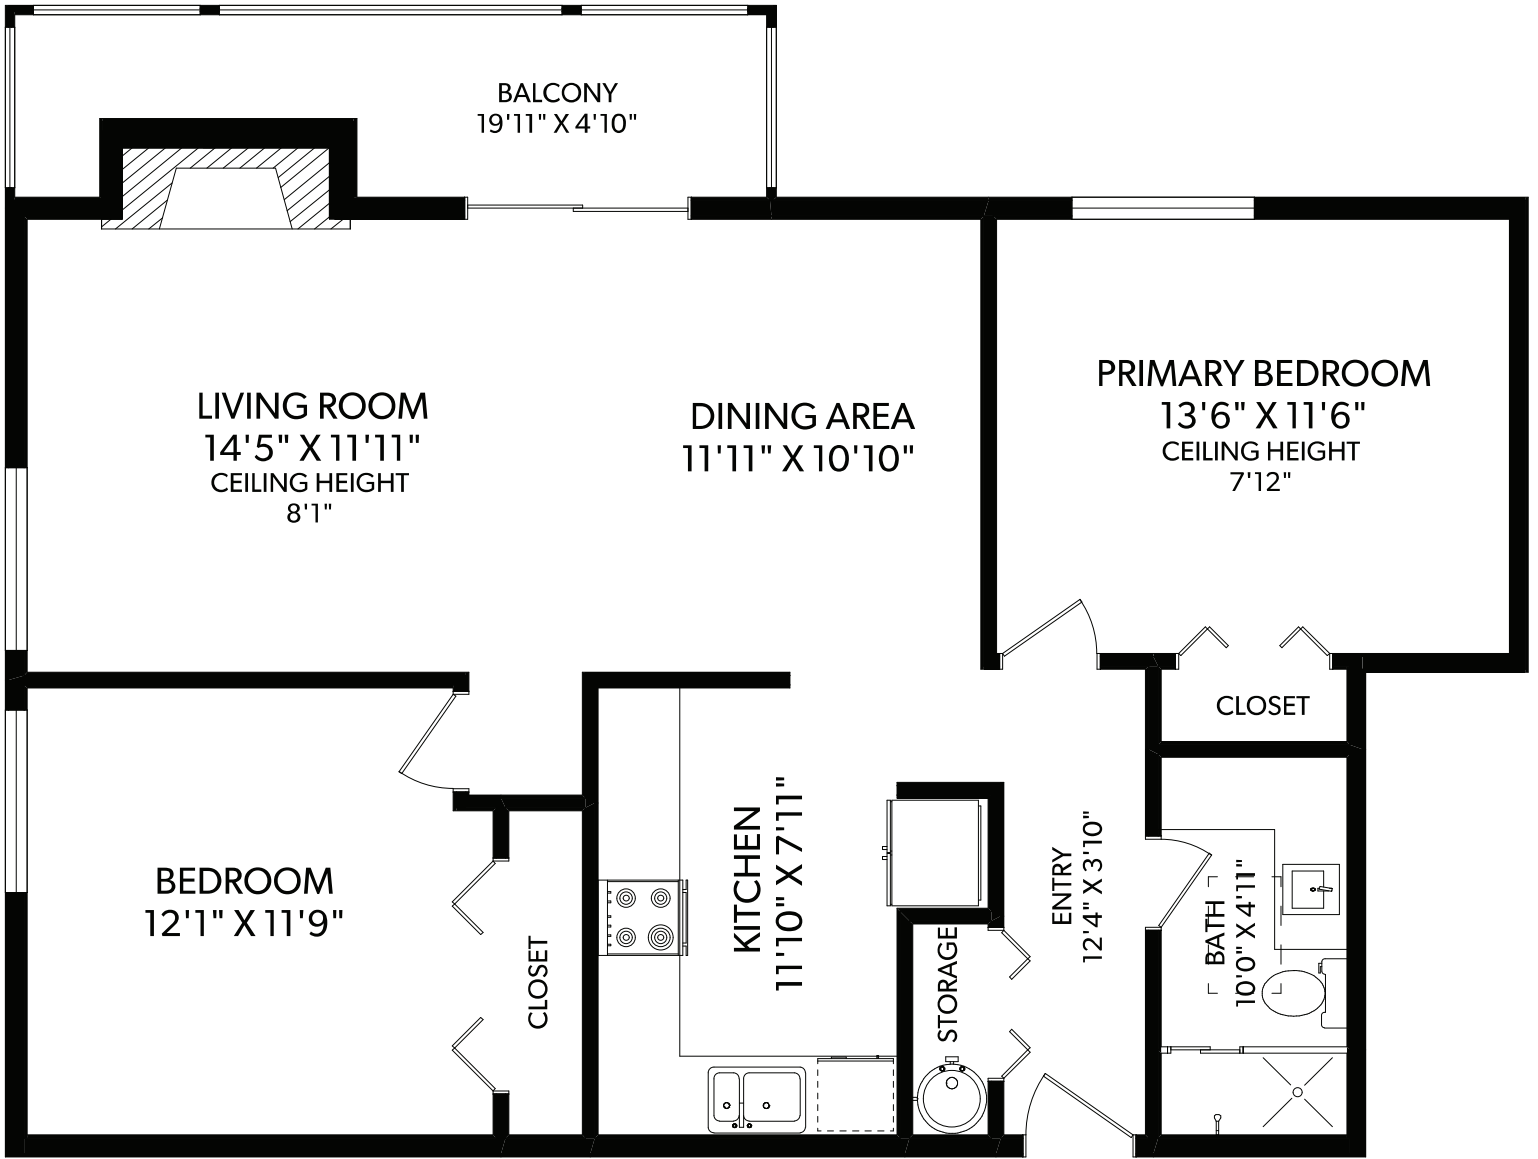 BALCONY
19'11" X 4'10"
LIVING ROOM
14'5" X 11'11"
CEILING HEIGHT
8'1"
DINING AREA
11'11" X 10'10"
PRIMARY BEDROOM
13'6" X 11'6"
CEILING HEIGHT
7'12"
CLOSET
BEDROOM
12'1" X 11'9"
CLOSET
KITCHEN
11'10" X 7'11"
STORAGE
ENTRY
12'4" X 3'10"
BATH
10'0" X 4'11"